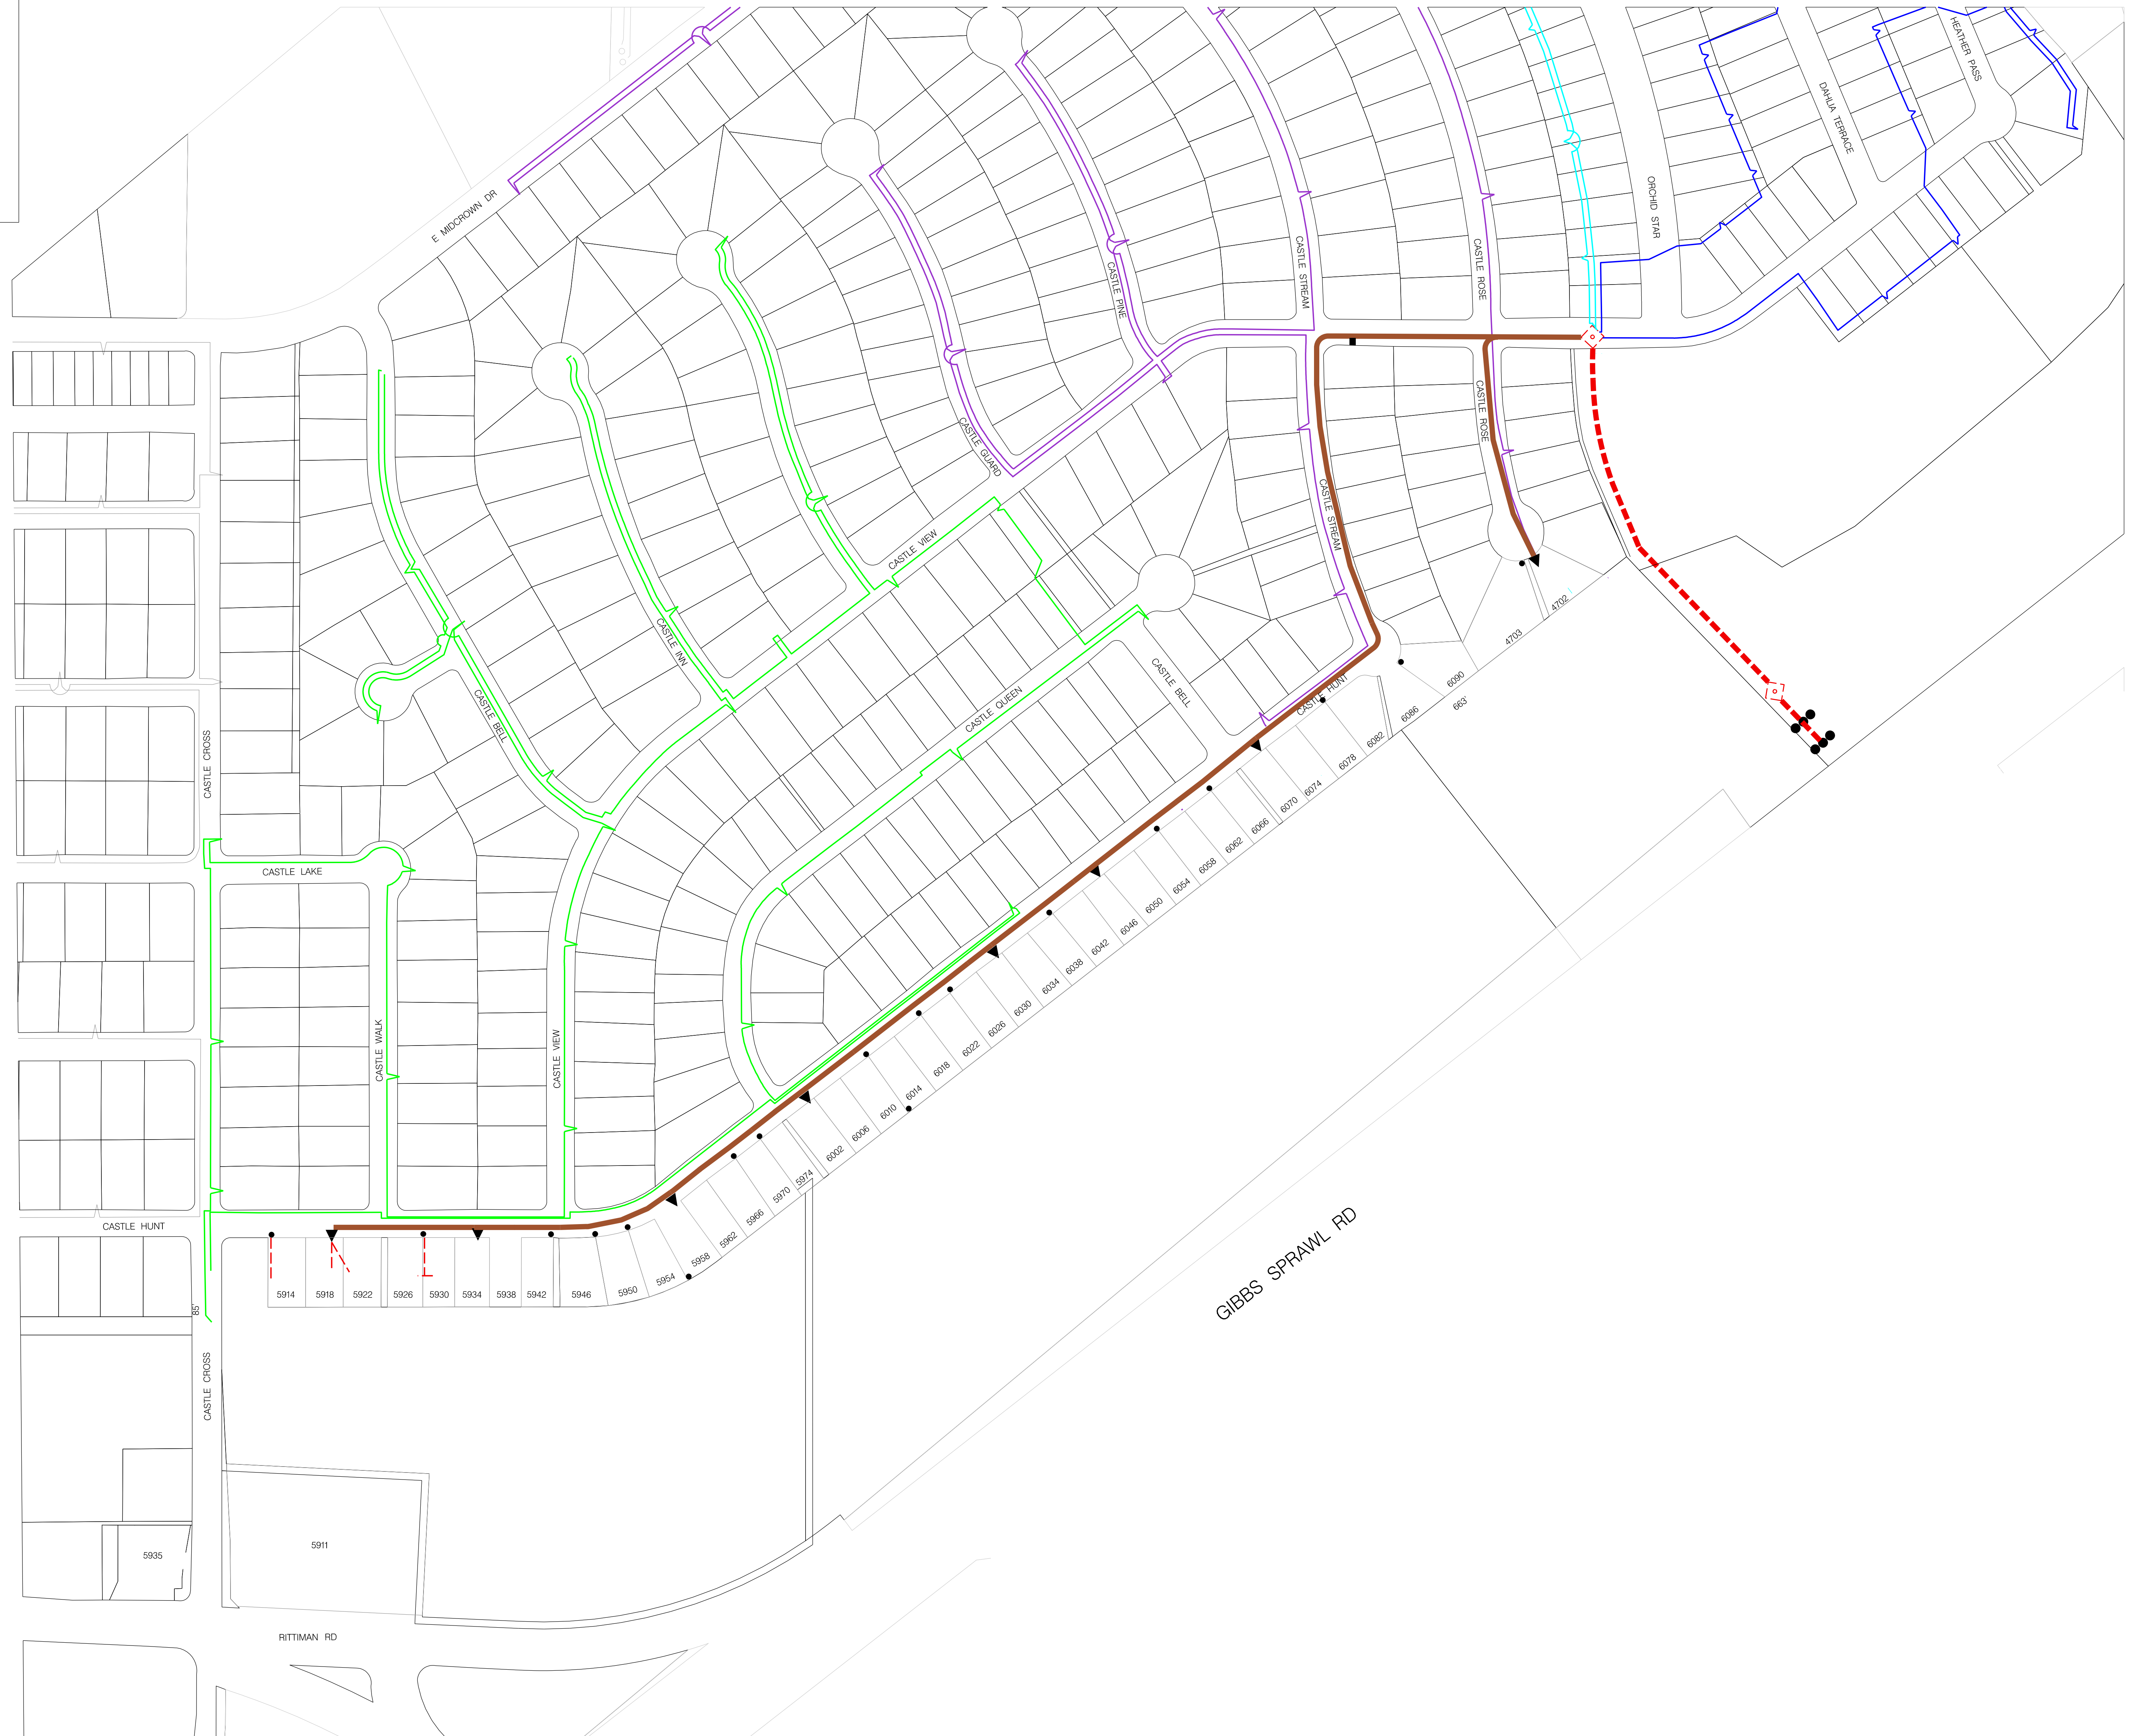 HEATHER PASS
DAHLIA TERRACE
ORCHID STAR
E MIDCROWN DR
CASTLE STREAM
CASTLE ROSE
CASTLE PINE
CASTLE ROSE
CASTLE GUARD
CASTLE STREAM
CASTLE VIEW
4702
4703
CASTLE INN
6090
663'
CASTLE BELL
CASTLE HUNT
6086
CASTLE QUEEN
CASTLE BELL
6082
6078
CASTLE CROSS
6074
6070
6066
6062
6058
CASTLE LAKE
6054
6050
6046
6042
6038
6034
6030
6026
CASTLE WALK
CASTLE VIEW
6022
6018
6014
6010
6006
6002
5974
5970
5966
CASTLE HUNT
5962
5958
5954
5950
5914
5918
5922
5926
5930
5934
5938
5942
5946
85'
GIBBS SPRAWL RD
CASTLE CROSS
5911
5935
RITTIMAN RD